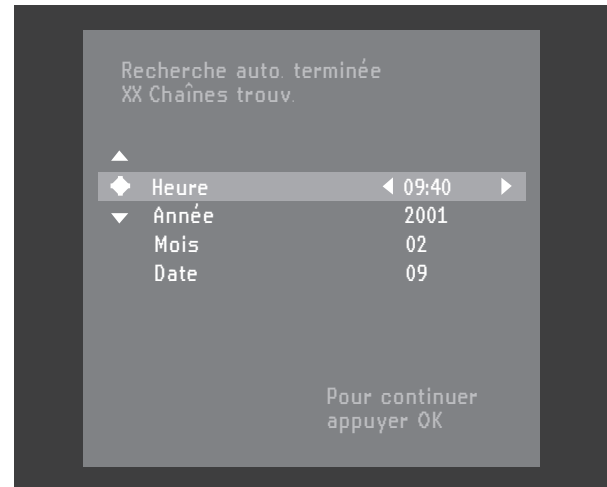 Recherche auto. terminée
XX Chaînes trouv.
Heure 09:40
Année 2001
Mois 02
Date 09
Pour continuer
appuyer OK